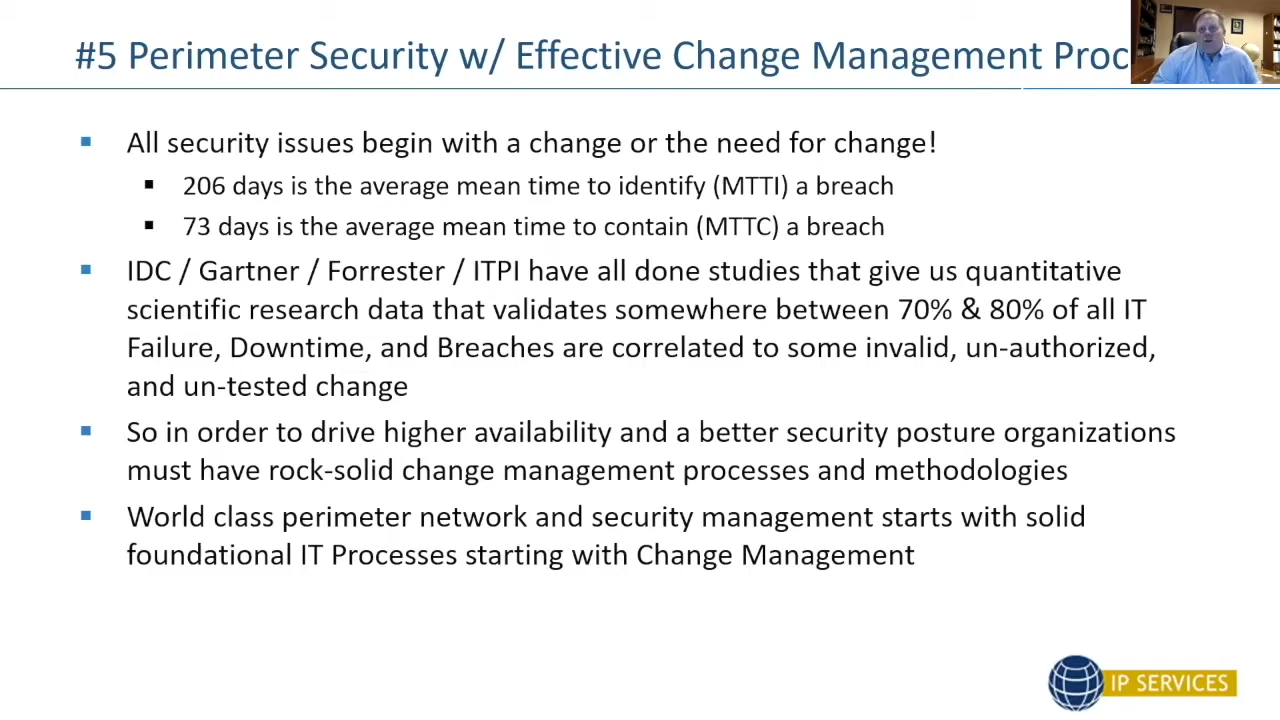 #5 Perimeter Security w/ Effective Change Management Proc
All security issues begin with a change or the need for change!
206 days is the average mean time to identify (MTTI) a breach
73 days is the average mean time to contain (MTTC) a breach
IDC / Gartner / Forrester / ITPI have all done studies that give us quantitative
scientific research data that validates somewhere between 70% & 80% of all IT
Failure, Downtime, and Breaches are correlated to some invalid, un-authorized,
and un-tested change
So in order to drive higher availability and a better security posture organizations
must have rock-solid change management processes and methodologies
World class perimeter network and security management starts with solid
foundational IT Processes starting with Change Management
IP SERVICES